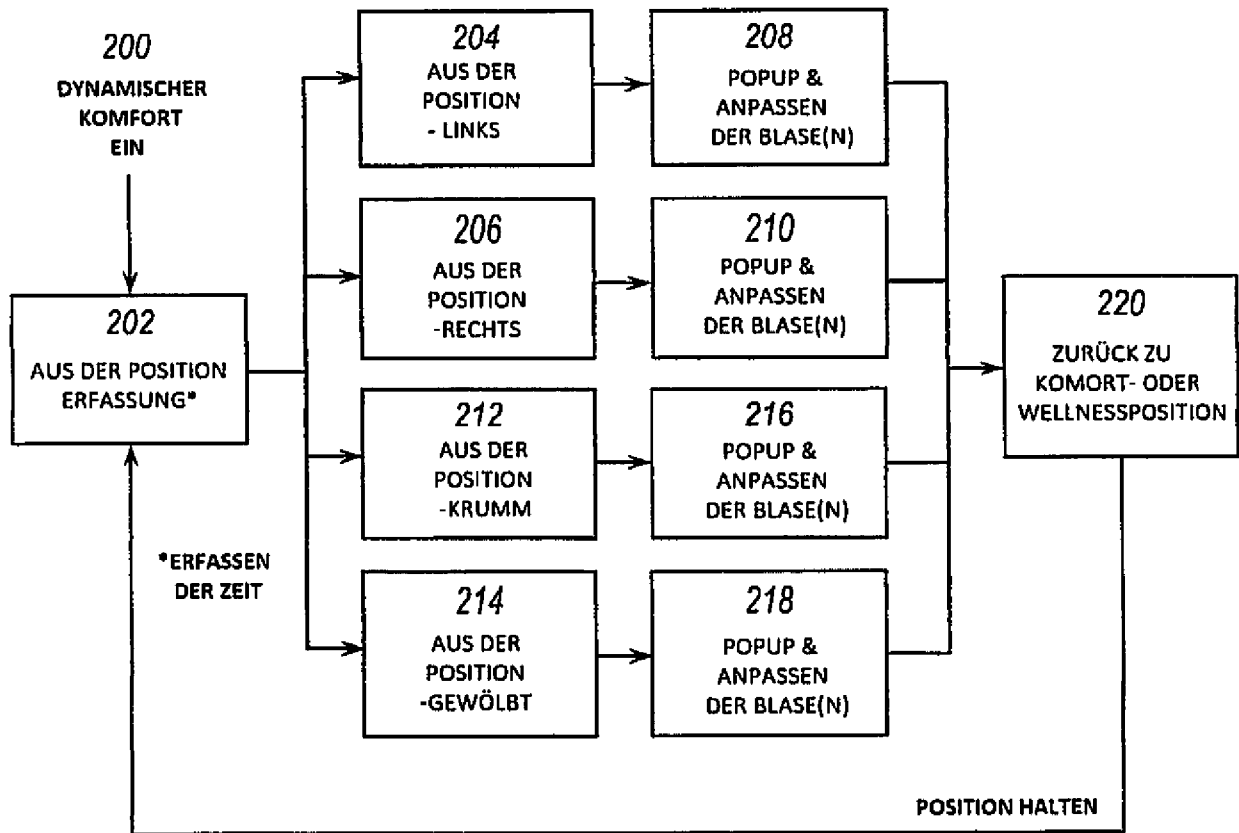 200
DYNAMISCHER
KOMFORT
EIN
202
AUS DER POSITION
ERFASSUNG*
*ERFASSEN
DER ZEIT
204
AUS DER
POSITION
- LINKS
208
POPUP &
ANPASSEN
DER BLASE(N)
206
AUS DER
POSITION
-RECHTS
210
POPUP &
ANPASSEN
DER BLASE(N)
212
AUS DER
POSITION
-KRUMM
216
POPUP &
ANPASSEN
DER BLASE(N)
214
AUS DER
POSITION
-GEWÖLBT
218
POPUP &
ANPASSEN
DER BLASE(N)
220
ZURÜCK ZU
KOMORT- ODER
WELLNESSPOSITION
POSITION HALTEN